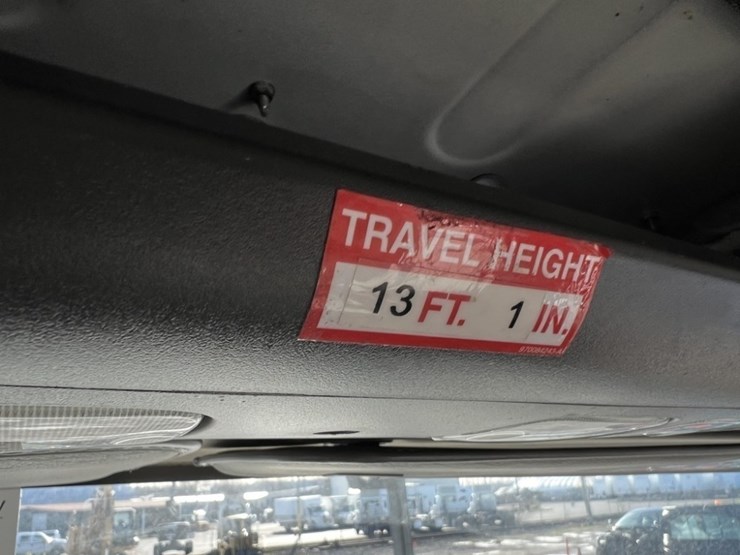 TRAVEL HEIGHT
13 FT. 1 IN.